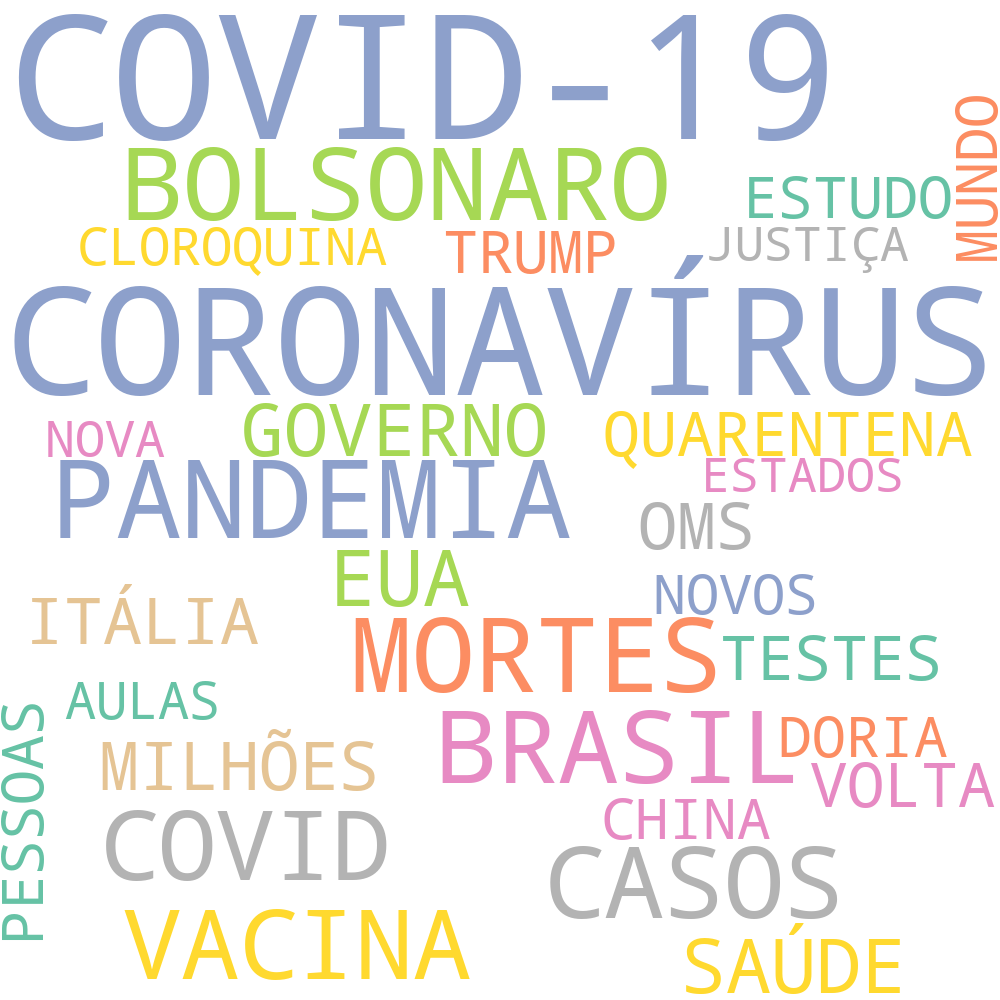 COVID-19
MUNDO
BOLSONARO
ESTUDO
CLOROQUINA
TRUMP
JUSTIÇA
CORONAVÍRUS
NOVA
GOVERNO
QUARENTENA
PANDEMIA
ESTADOS
OMS
EUA
NOVOS
ITÁLIA
MORTES
TESTES
AULAS
PESSOAS
BRASIL
DORIA
MILHÕES
VOLTA
CHINA
COVID
CASOS
VACINA
SAÚDE